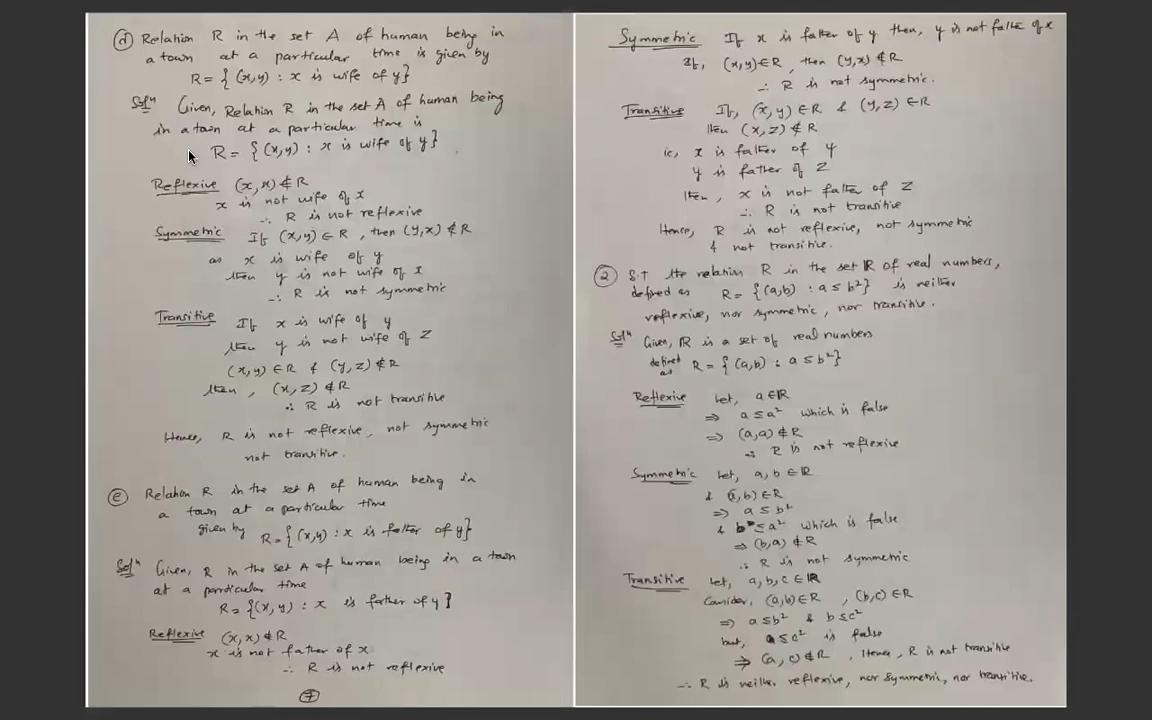 (d) Relation R in the set A of human being in
a town at a particular time is given by
R = { (x,y) : x is wife of y}
Solⁿ Given, Relation R in the set A of human being
in a town at a particular time is
R = { (x,y) : x is wife of y}
Reflexive (x,x) ∉ R
x is not wife of x
∴ R is not reflexive
Symmetric If (x,y) ∈ R , then (y,x) ∉ R
as x is wife of y
then y is not wife of x
∴ R is not symmetric
Transitive If x is wife of y
then y is not wife of z
(x,y) ∈ R & (y,z) ∉ R
then, (x,z) ∉ R
∴ R is not transitive
Hence, R is not reflexive, not symmetric
not transitive.
(e) Relation R in the set A of human being in
a town at a particular time
given by R = { (x,y) : x is father of y}
Solⁿ Given, R in the set A of human being in a town
at a particular time
R = {(x,y) : x is father of y}
Reflexive (x,x) ∉ R
x is not father of x
∴ R is not reflexive
7
Symmetric If x is father of y then, y is not father of x
If, (x,y) ∈ R , then (y,x) ∉ R
∴ R is not symmetric.
Transitive If, (x,y) ∈ R & (y,z) ∈ R
then (x,z) ∉ R
ie, x is father of y
y is father of z
then, x is not father of z
∴ R is not transitive
Hence, R is not reflexive, not symmetric
& not transitive.
(2) S.T the relation R in the set ℝ of real numbers,
defined as R = {(a,b) : a ≤ b²} is neither
reflexive, nor symmetric, nor transitive.
Solⁿ Given, ℝ is a set of real numbers
defined as R = { (a,b) : a ≤ b²}
Reflexive Let, a ∈ ℝ
⇒ a ≤ a² which is false
⇒ (a,a) ∉ R
∴ R is not reflexive
Symmetric Let, a, b ∈ ℝ
& (a,b) ∈ R
⇒ a ≤ b²
& b ≤ a² which is false
⇒ (b,a) ∉ R
∴ R is not symmetric
Transitive Let, a, b, c ∈ ℝ
Consider, (a,b) ∈ R , (b,c) ∈ R
⇒ a ≤ b² & b ≤ c²
but, a ≤ c² is false
⇒ (a,c) ∉ R , Hence, R is not transitive
∴ R is neither reflexive, nor symmetric, nor transitive.